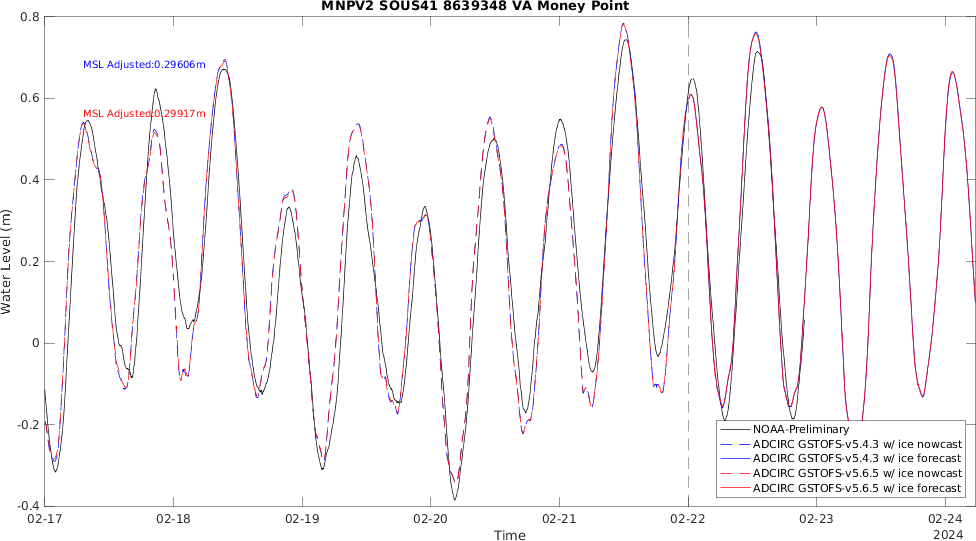 MNPV2 SOUS41 8639348 VA Money Point
0.8
MSL Adjusted:0.29606m
0.6
MSL Adjusted:0.29917m
0.4
0.2
Water Level (m)
0
-0.2
NOAA-Preliminary
ADCIRC GSTOFS-v5.4.3 w/ ice nowcast
ADCIRC GSTOFS-v5.4.3 w/ ice forecast
ADCIRC GSTOFS-v5.6.5 w/ ice nowcast
ADCIRC GSTOFS-v5.6.5 w/ ice forecast
-0.4
02-17 02-18 02-19 02-20 02-21 02-22 02-23 02-24
Time
2024